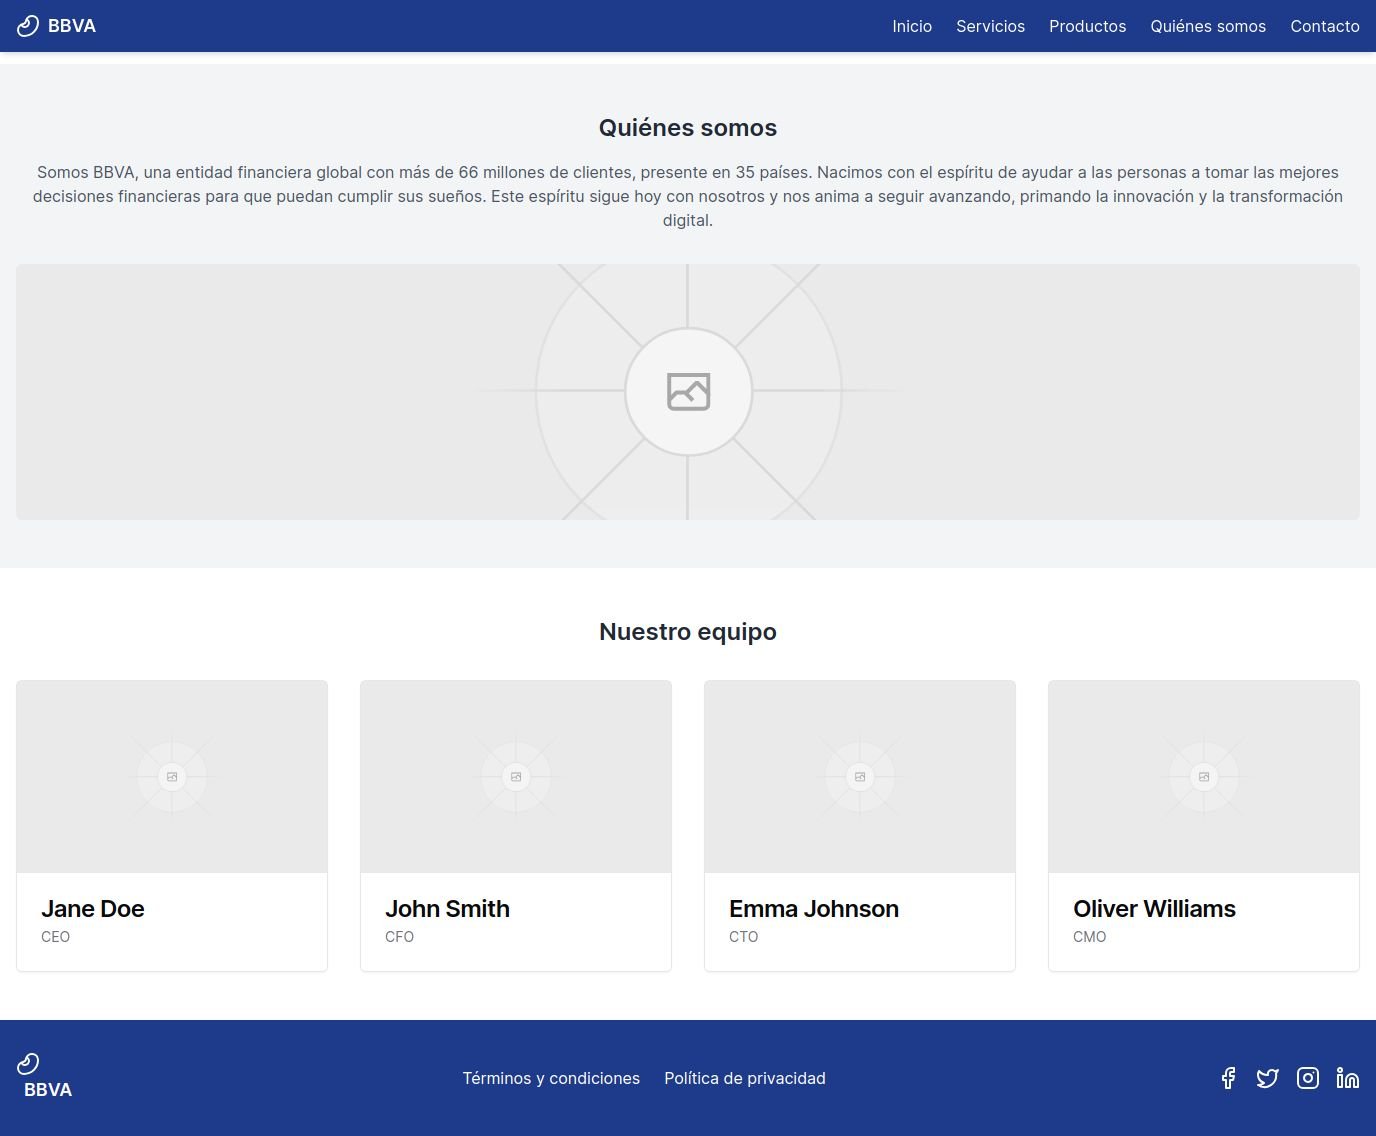 BBVA
Inicio Servicios Productos Quiénes somos Contacto
Quiénes somos
Somos BBVA, una entidad financiera global con más de 66 millones de clientes, presente en 35 países. Nacimos con el espíritu de ayudar a las personas a tomar las mejores
decisiones financieras para que puedan cumplir sus sueños. Este espíritu sigue hoy con nosotros y nos anima a seguir avanzando, primando la innovación y la transformación
digital.
Nuestro equipo
Jane Doe
CEO
John Smith
CFO
Emma Johnson
CTO
Oliver Williams
CMO
BBVA
Términos y condiciones Política de privacidad